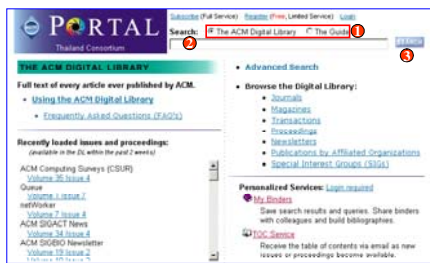 PORTAL
Thailand Consortium
Subscribe (Full Service) Register (Free, Limited Service) Login
Search: The ACM Digital Library The Guide 1
2
3
THE ACM DIGITAL LIBRARY
Full text of every article ever published by ACM.
Using the ACM Digital Library
Frequently Asked Questions (FAQ's)
Recently loaded issues and proceedings:
(available in the DL within the past 2 weeks)
ACM Computing Surveys (CSUR)
Volume 35 Issue 4
Queue
Volume 1 Issue 7
netWorker
Volume 7 Issue 4
ACM SIGACT News
Volume 34 Issue 4
ACM SIGBIO Newsletter
Volume 19 Issue 2
Advanced Search
Browse the Digital Library:
Journals
Magazines
Transactions
Proceedings
Newsletters
Publications by Affiliated Organizations
Special Interest Groups (SIGs)
Personalized Services: Login required
My Binders
Save search results and queries. Share binders
with colleagues and build bibliographies.
TOC Service
Receive the table of contents via email as new
issues or proceedings become available.